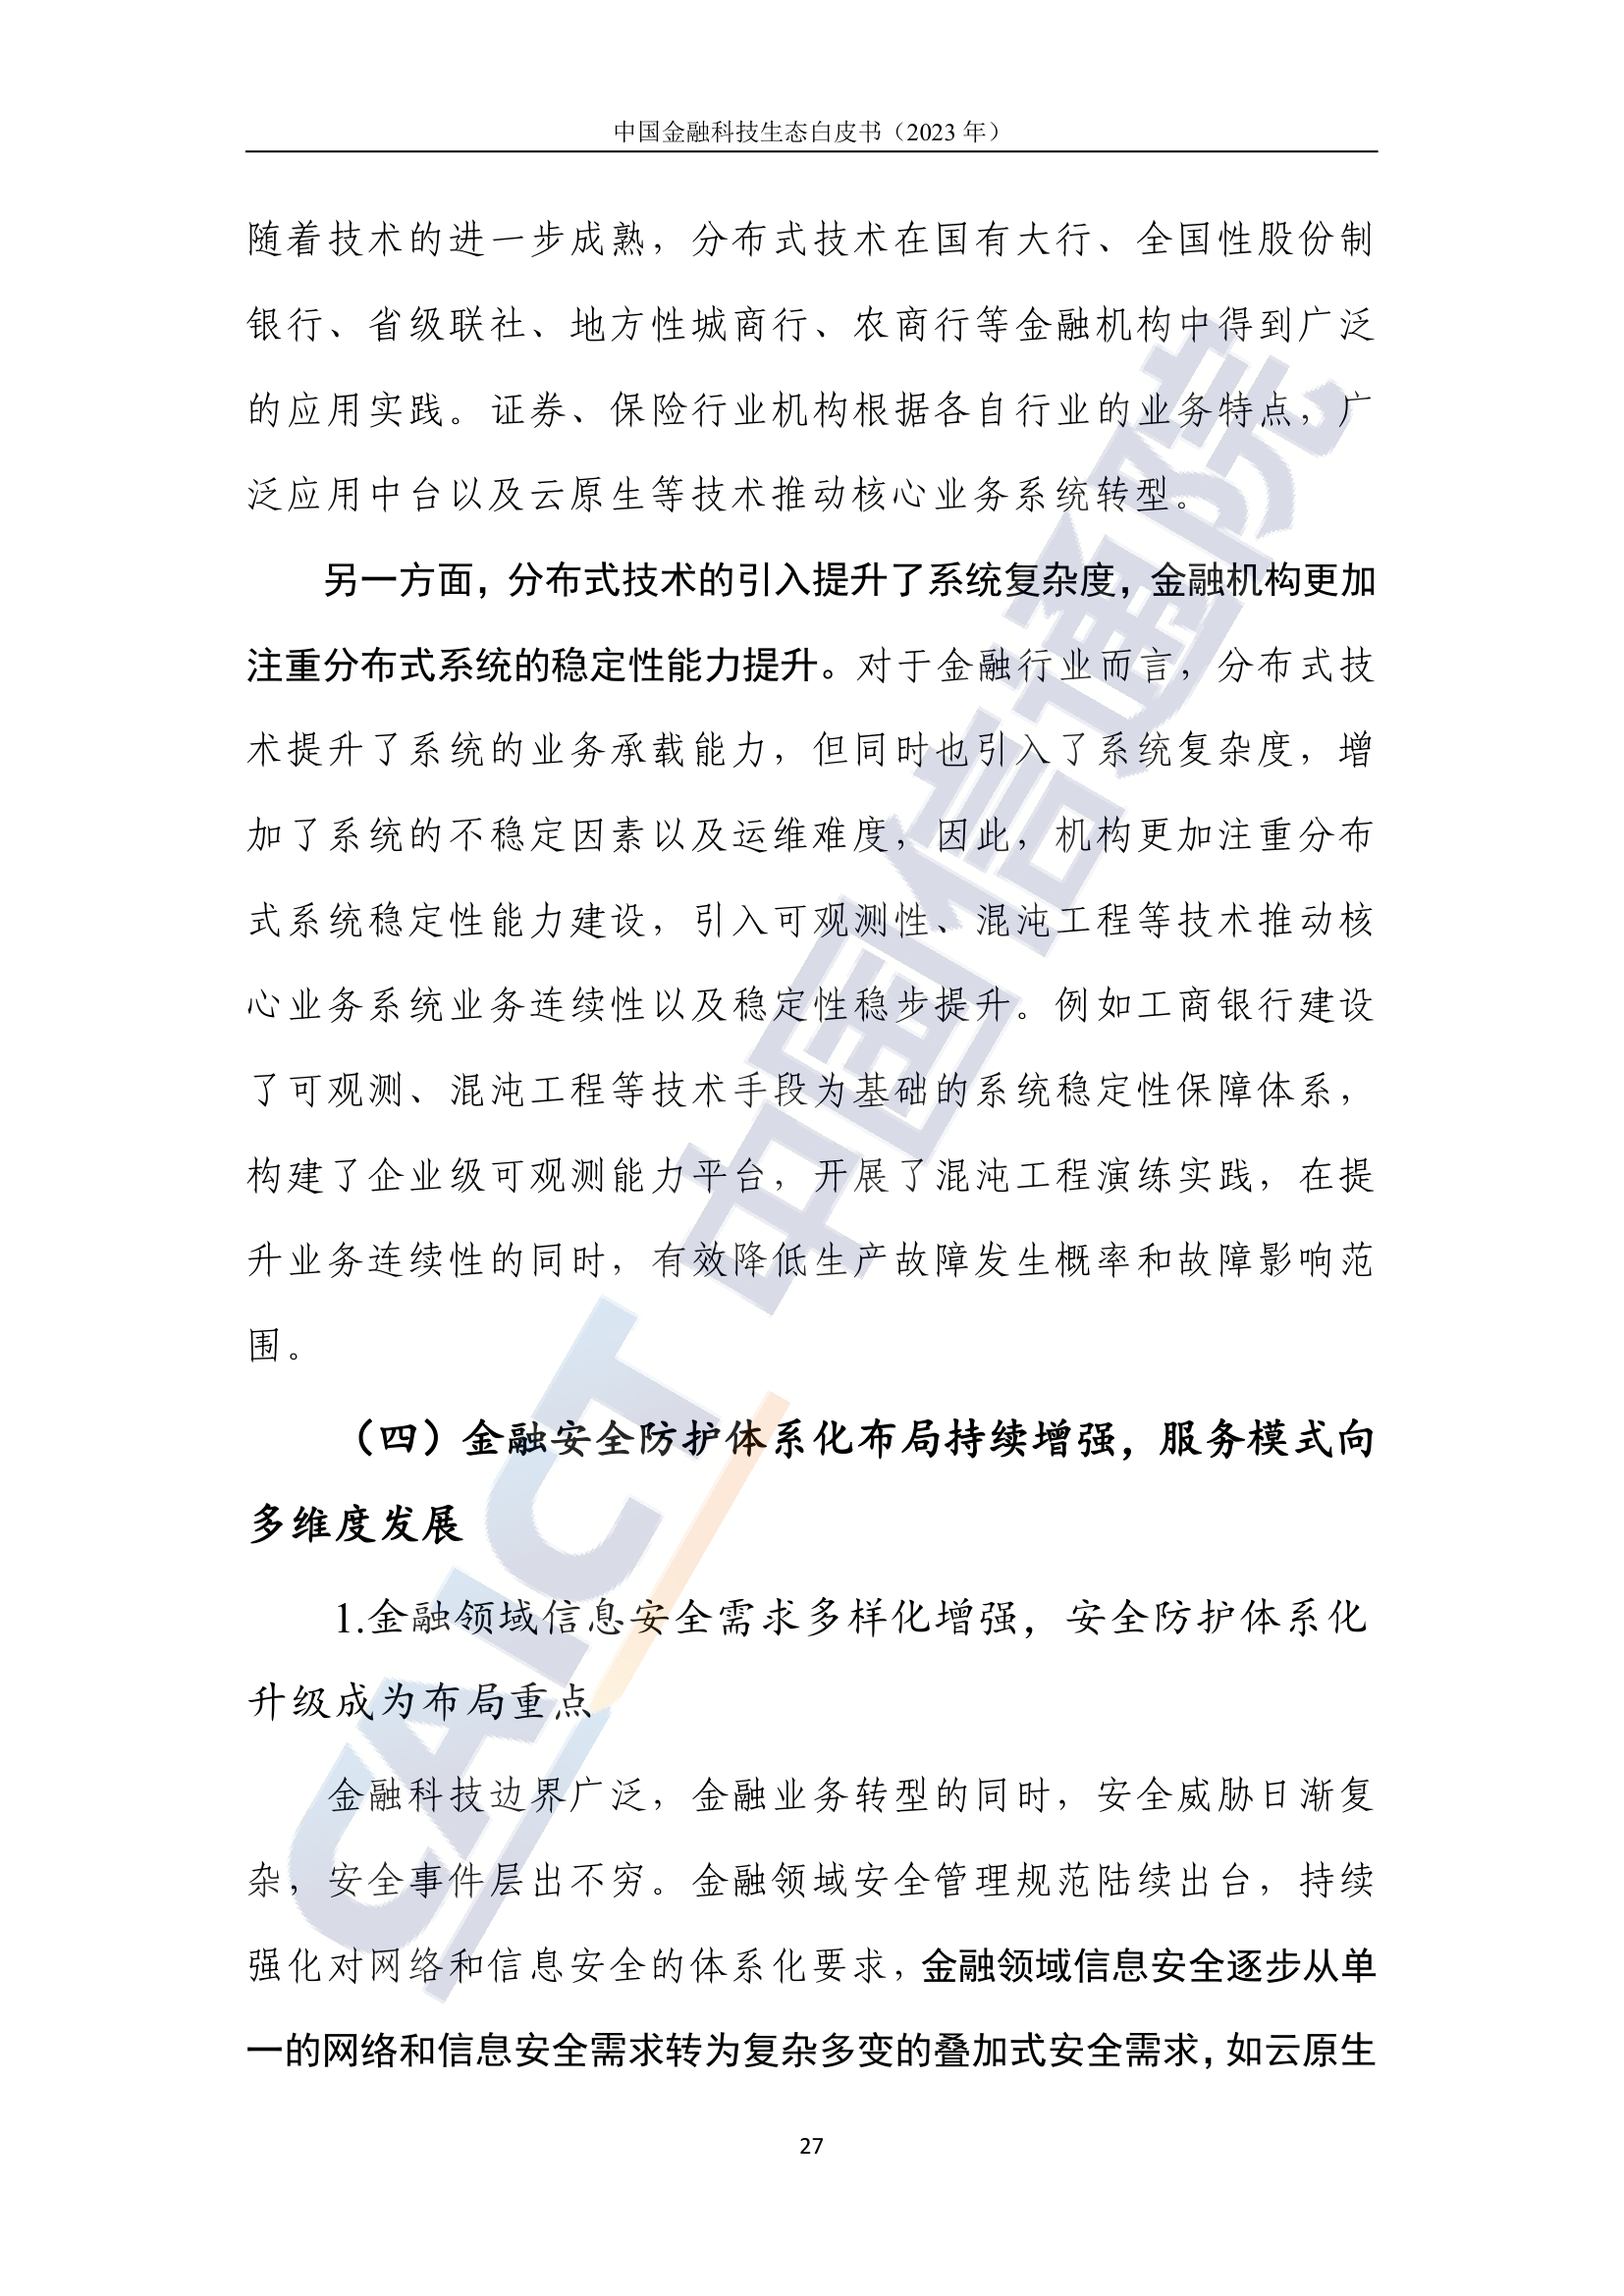 中国金融科技生态白皮书（2023 年）
随着技术的进一步成熟，分布式技术在国有大行、全国性股份制
银行、省级联社、地方性城商行、农商行等金融机构中得到广泛
的应用实践。证券、保险行业机构根据各自行业的业务特点，广
泛应用中台以及云原生等技术推动核心业务系统转型。
另一方面，分布式技术的引入提升了系统复杂度，金融机构更加
注重分布式系统的稳定性能力提升。对于金融行业而言，分布式技
术提升了系统的业务承载能力，但同时也引入了系统复杂度，增
加了系统的不稳定因素以及运维难度，因此，机构更加注重分布
式系统稳定性能力建设，引入可观测性、混沌工程等技术推动核
心业务系统业务连续性以及稳定性稳步提升。例如工商银行建设
了可观测、混沌工程等技术手段为基础的系统稳定性保障体系，
构建了企业级可观测能力平台，开展了混沌工程演练实践，在提
升业务连续性的同时，有效降低生产故障发生概率和故障影响范
围。
（四）金融安全防护体系化布局持续增强，服务模式向
多维度发展
1.金融领域信息安全需求多样化增强，安全防护体系化
升级成为布局重点
金融科技边界广泛，金融业务转型的同时，安全威胁日渐复
杂，安全事件层出不穷。金融领域安全管理规范陆续出台，持续
强化对网络和信息安全的体系化要求，金融领域信息安全逐步从单
一的网络和信息安全需求转为复杂多变的叠加式安全需求，如云原生
27
CAICT 中国信通院